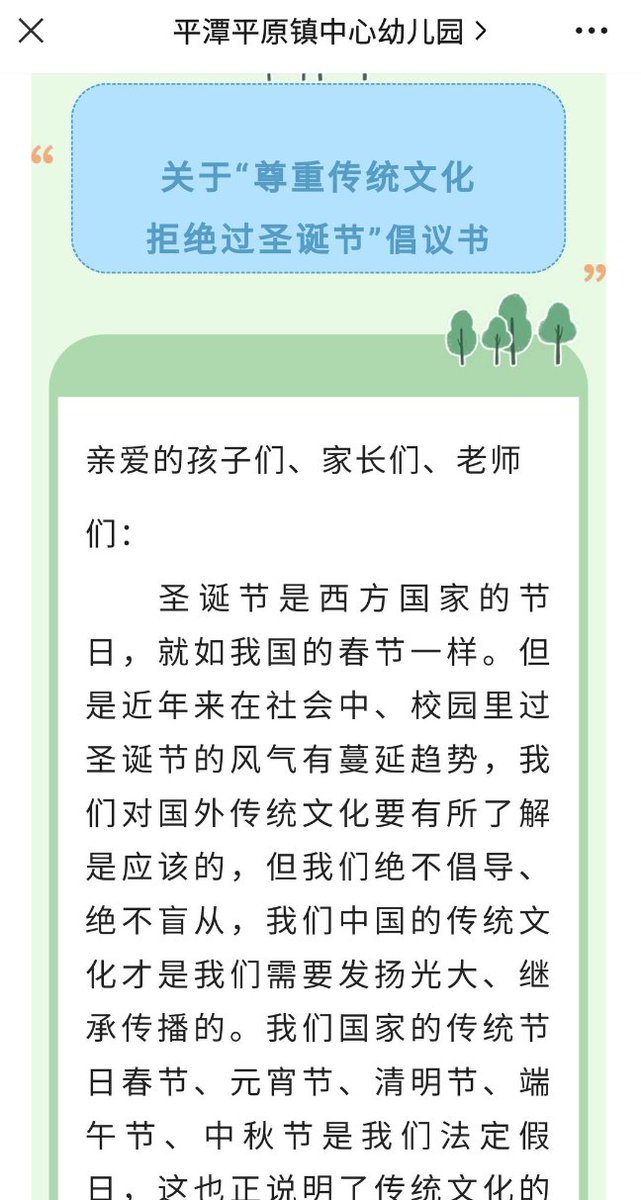 平潭平原镇中心幼儿园
“
关于“尊重传统文化
拒绝过圣诞节”倡议书
”
亲爱的孩子们、家长们、老师
们：
圣诞节是西方国家的节
日，就如我国的春节一样。但
是近年来在社会中、校园里过
圣诞节的风气有蔓延趋势，我
们对国外传统文化要有所了解
是应该的，但我们绝不倡导、
绝不盲从，我们中国的传统文
化才是我们需要发扬光大、继
承传播的。我们国家的传统节
日春节、元宵节、清明节、端
午节、中秋节是我们法定假
日，这也正说明了传统文化的